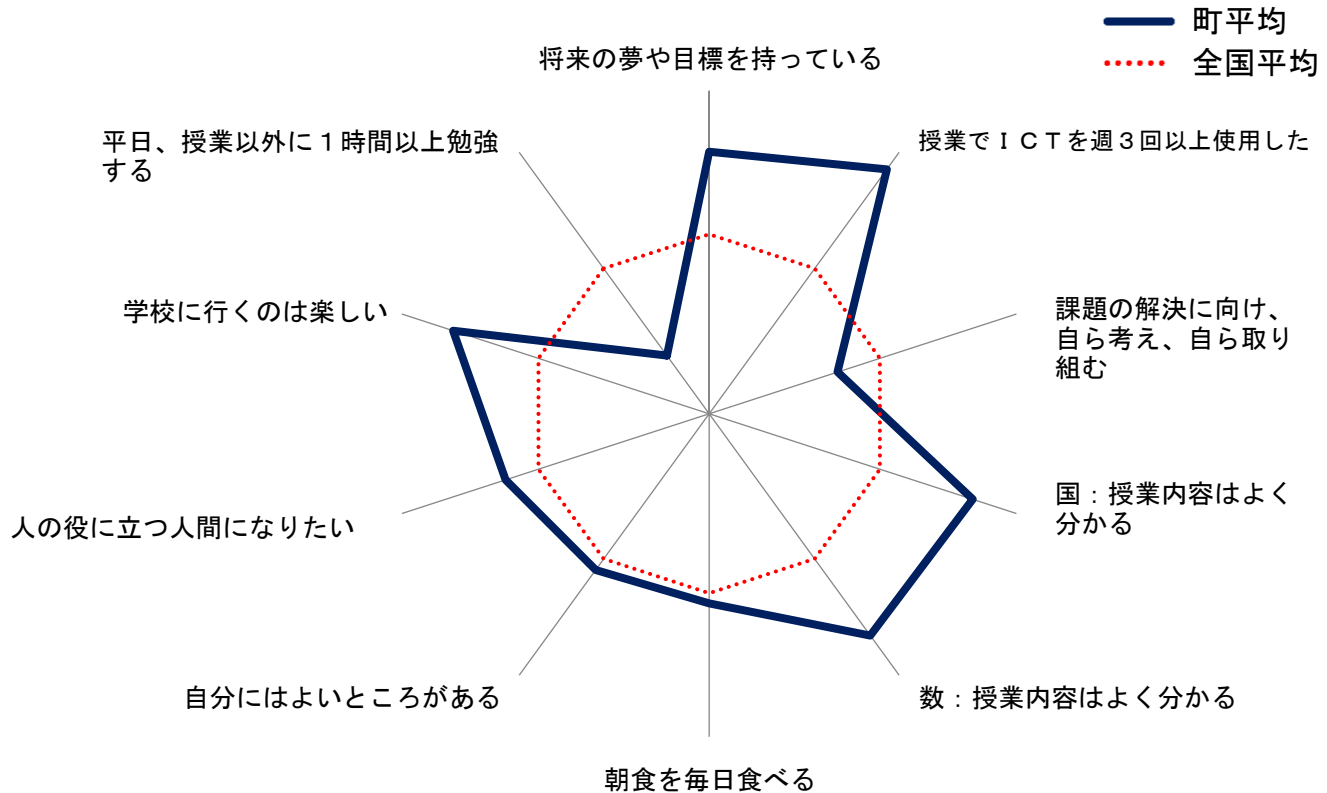 町平均
全国平均
将来の夢や目標を持っている
授業でＩＣＴを週３回以上使用した
課題の解決に向け、
自ら考え、自ら取り
組む
国：授業内容はよく
分かる
数：授業内容はよく分かる
朝食を毎日食べる
自分にはよいところがある
人の役に立つ人間になりたい
学校に行くのは楽しい
平日、授業以外に１時間以上勉強
する